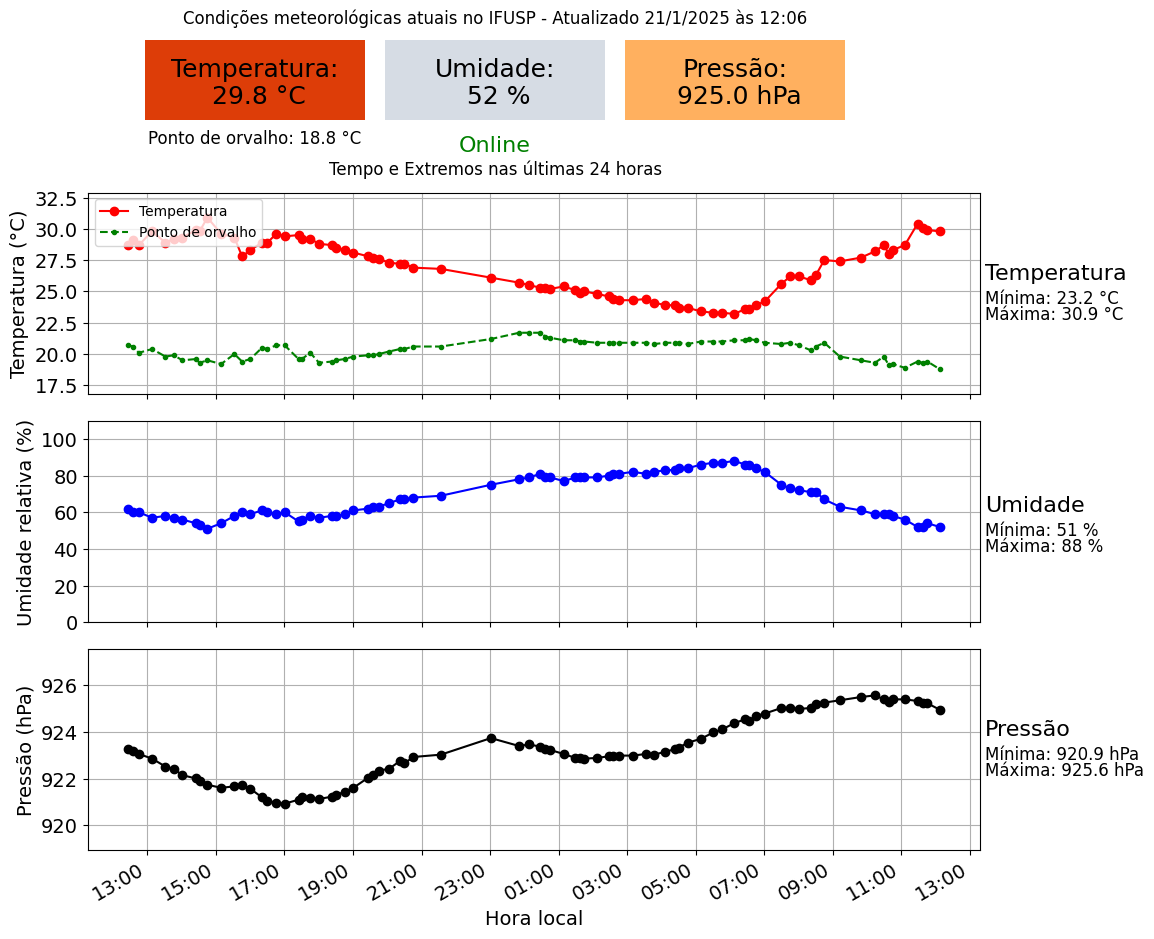 Condições meteorológicas atuais no IFUSP - Atualizado 21/1/2025 às 12:06
Temperatura:
29.8 °C
Umidade:
52 %
Pressão:
925.0 hPa
Ponto de orvalho: 18.8 °C
Online
Tempo e Extremos nas últimas 24 horas
Temperatura (°C)
32.5
30.0
27.5
25.0
22.5
20.0
17.5
Temperatura
Ponto de orvalho
Temperatura
Mínima: 23.2 °C
Máxima: 30.9 °C
Umidade relativa (%)
100
80
60
40
20
0
Umidade
Mínima: 51 %
Máxima: 88 %
Pressão (hPa)
926
924
922
920
Pressão
Mínima: 920.9 hPa
Máxima: 925.6 hPa
13:00 15:00 17:00 19:00 21:00 23:00 01:00 03:00 05:00 07:00 09:00 11:00 13:00
Hora local